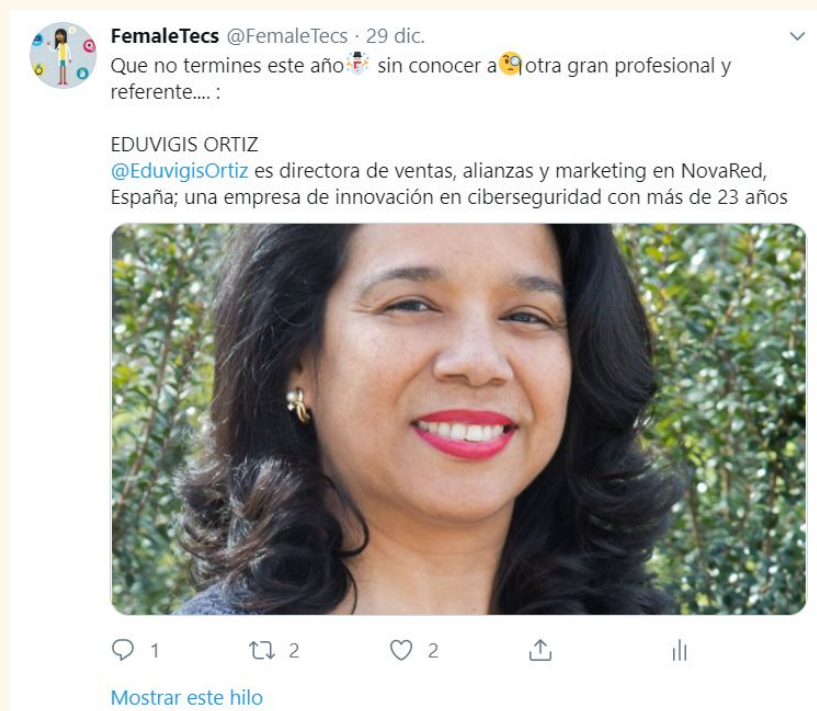 FemaleTecs @FemaleTecs · 29 dic.
Que no termines este año⛄ sin conocer a🧐otra gran profesional y
referente.... :
EDUVIGIS ORTIZ
@EduvigisOrtiz es directora de ventas, alianzas y marketing en NovaRed,
España; una empresa de innovación en ciberseguridad con más de 23 años
1 2 2
Mostrar este hilo